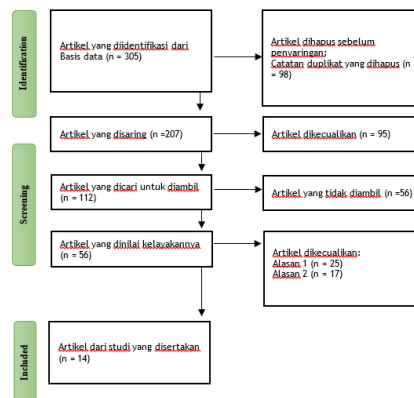 Identification
Artikel yang diidentifikasi dari
Basis data (n = 305)
Artikel dihapus sebelum
penyaringan:
Catatan duplikat yang dihapus (n
= 98)
Screening
Artikel yang disaring (n =207)
Artikel dikecualikan (n = 95)
Artikel yang dicari untuk diambil
(n = 112)
Artikel yang tidak diambil (n =56)
Artikel yang dinilai kelayakannya
(n = 56)
Artikel dikecualikan:
Alasan 1 (n = 25)
Alasan 2 (n = 17)
Included
Artikel dari studi yang disertakan
(n = 14)